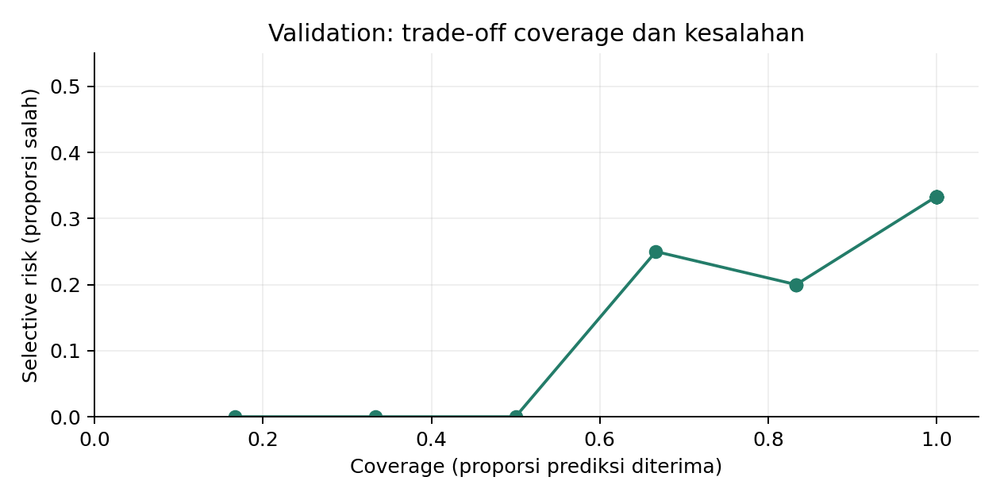 Validation: trade-off coverage dan kesalahan
Selective risk (proporsi salah)
0.5
0.4
0.3
0.2
0.1
0.0
0.0 0.2 0.4 0.6 0.8 1.0
Coverage (proporsi prediksi diterima)